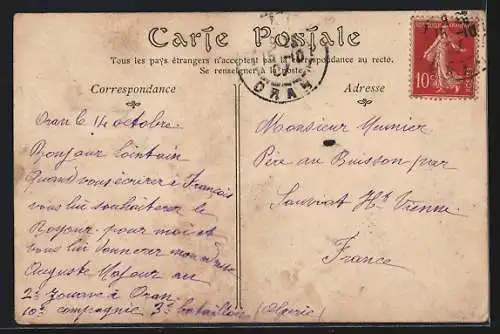 Carte Postale
Tous les pays étrangers n'acceptent pas la correspondance au recto.
Se renseigner à la poste.
Correspondance
Adresse
ORAN
10
Oran le 14 octobre
Bonjour lointain
Quand vous écrirez à François
vous lui souhaiterez le
Bonjour pour moi et
vous lui donnerez mon adresse
Auguste au
2e Zouave à Oran
10e compagnie 3e bataillon (Algérie)
Monsieur Meunier
Père au Buisson par
Sauviat Hte Vienne
France